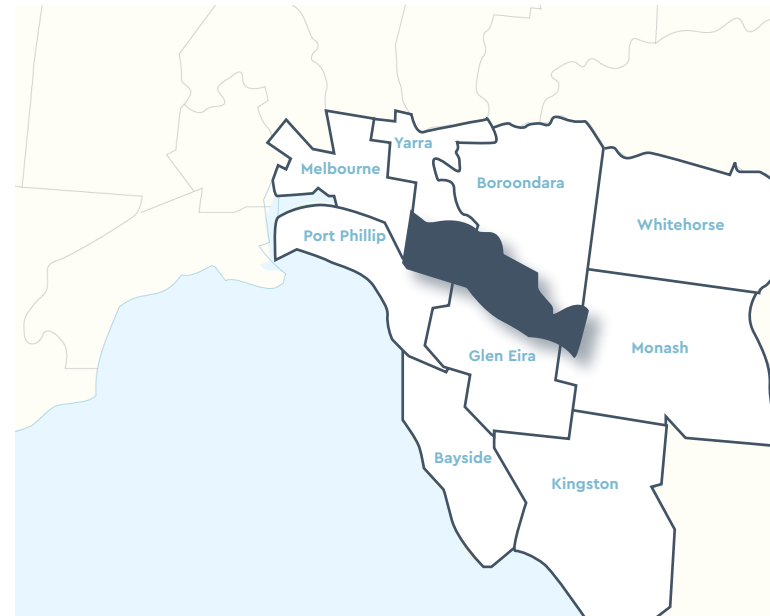 Yarra
Melbourne
Boroondara
Whitehorse
Port Phillip
Monash
Glen Eira
Bayside
Kingston